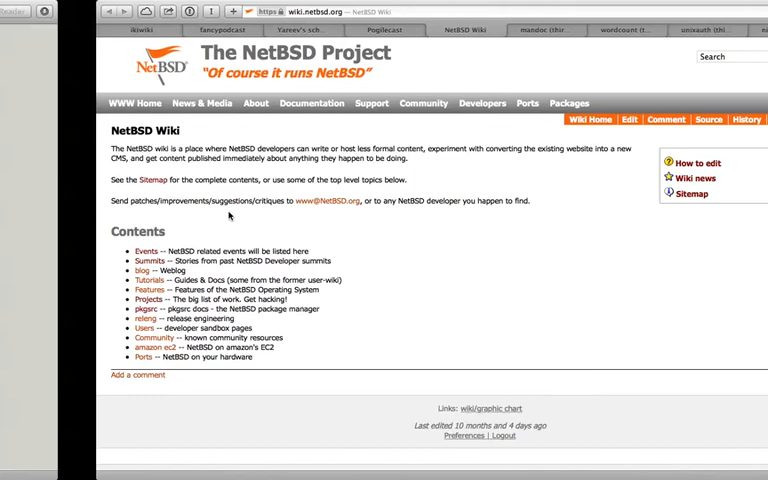 Reader
https wiki.netbsd.org — NetBSD Wiki
ikiwiki fancypodcast Yareev's sch... Pogilecast NetBSD Wiki mandoc (thir... wordcount (t... unixauth (thir...
NetBSD
The NetBSD Project
"Of course it runs NetBSD"
Search
WWW Home News & Media About Documentation Support Community Developers Ports Packages
Wiki Home Edit Comment Source History
NetBSD Wiki
The NetBSD wiki is a place where NetBSD developers can write or host less formal content, experiment with converting the existing website into a new
CMS, and get content published immediately about anything they happen to be doing.
See the Sitemap for the complete contents, or use some of the top level topics below.
Send patches/improvements/suggestions/critiques to www@NetBSD.org, or to any NetBSD developer you happen to find.
How to edit
Wiki news
Sitemap
Contents
Events -- NetBSD related events will be listed here
Summits -- Stories from past NetBSD Developer summits
blog -- Weblog
Tutorials -- Guides & Docs (some from the former user-wiki)
Features -- Features of the NetBSD Operating System
Projects -- The big list of work. Get hacking!
pkgsrc -- pkgsrc docs - the NetBSD package manager
releng -- release engineering
Users -- developer sandbox pages
Community -- known community resources
amazon ec2 -- NetBSD on amazon's EC2
Ports -- NetBSD on your hardware
Add a comment
Links: wiki/graphic chart
Last edited 10 months and 4 days ago
Preferences | Logout